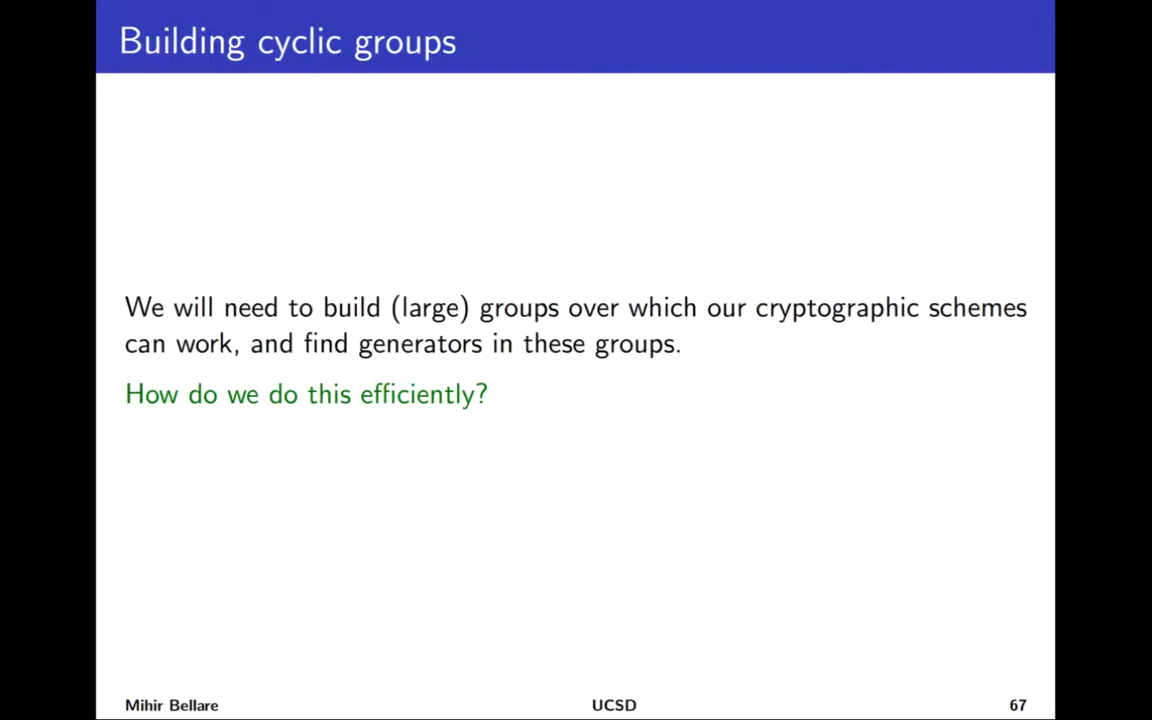 Building cyclic groups
We will need to build (large) groups over which our cryptographic schemes
can work, and find generators in these groups.
How do we do this efficiently?
Mihir Bellare UCSD 67